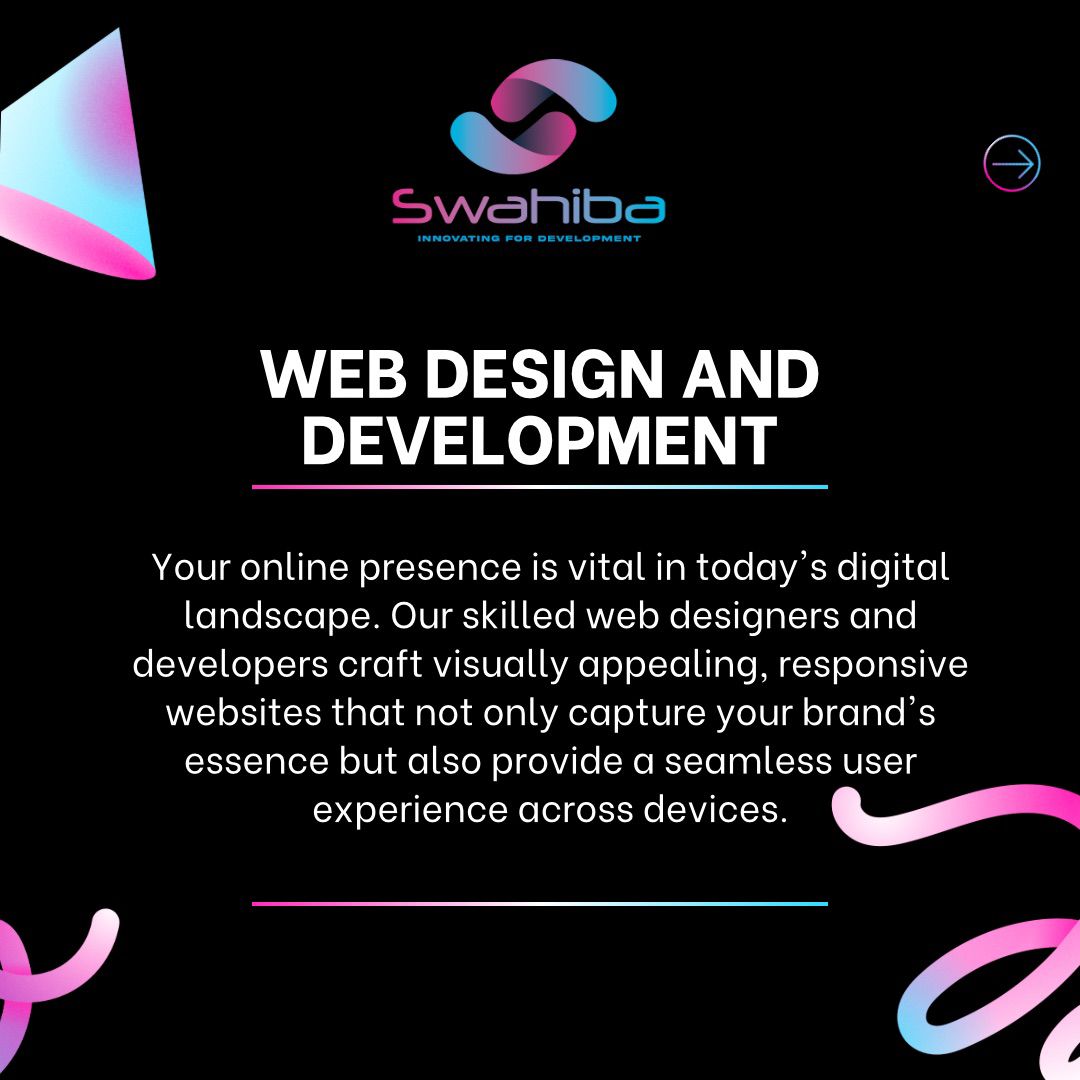 Swahiba
INNOVATING FOR DEVELOPMENT
WEB DESIGN AND
DEVELOPMENT
Your online presence is vital in today's digital
landscape. Our skilled web designers and
developers craft visually appealing, responsive
websites that not only capture your brand's
essence but also provide a seamless user
experience across devices.